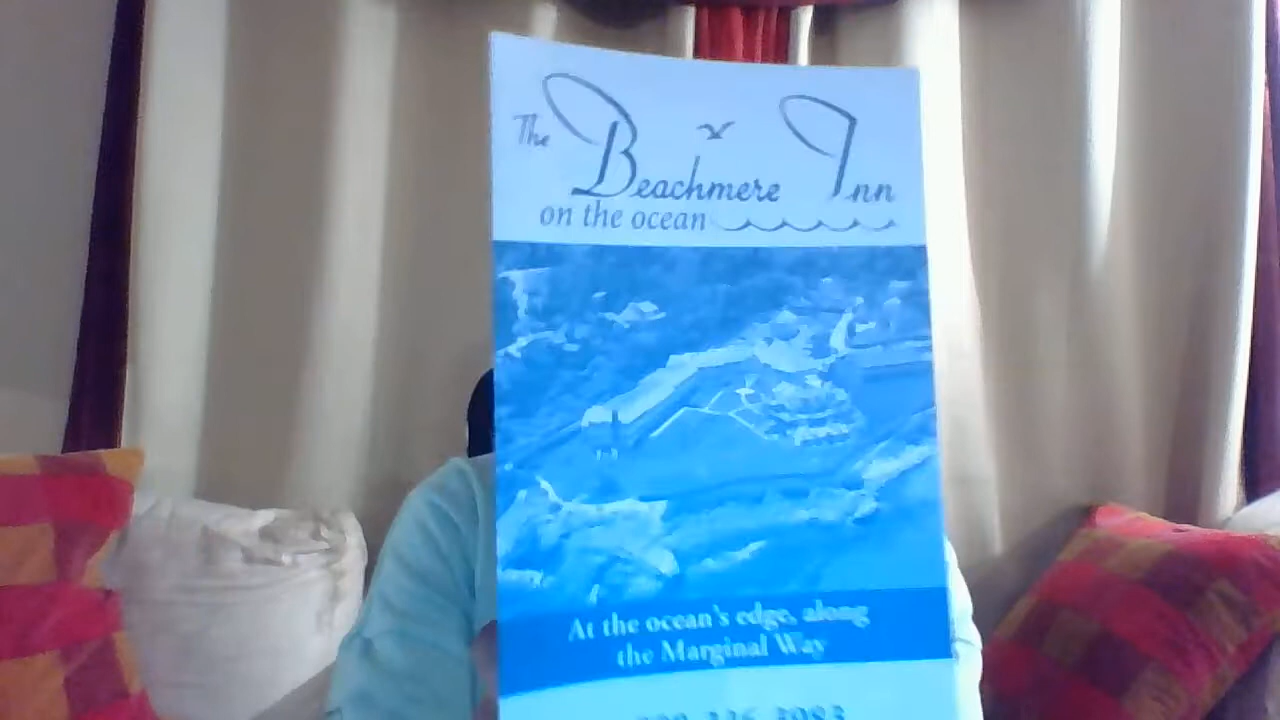 The Beachmere Inn
on the ocean
At the ocean's edge, along
the Marginal Way